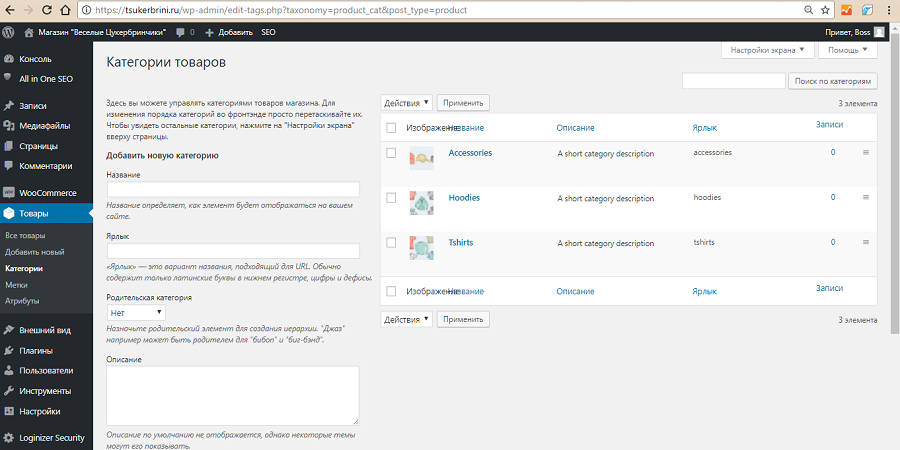 https://tsukerbrini.ru/wp-admin/edit-tags.php?taxonomy=product_cat&post_type=product
Магазин "Веселые Цукербринчики" 0 Добавить SEO Привет, Boss
Консоль
All in One SEO
Записи
Медиафайлы
Страницы
Комментарии
WooCommerce
Товары
Все товары
Добавить новый
Категории
Метки
Атрибуты
Внешний вид
Плагины
Пользователи
Инструменты
Настройки
Loginizer Security
Настройки экрана Помощь
Категории товаров
Поиск по категориям
Здесь вы можете управлять категориями товаров магазина. Для
изменения порядка категорий во фронтэнде просто перетаскивайте их.
Чтобы увидеть остальные категории, нажмите на "Настройки экрана"
вверху страницы.
Добавить новую категорию
Название
Название определяет, как элемент будет отображаться на вашем
сайте.
Ярлык
«Ярлык» — это вариант названия, подходящий для URL. Обычно
содержит только латинские буквы в нижнем регистре, цифры и дефисы.
Родительская категория
Нет
Назначьте родительский элемент для создания иерархии. "Джаз"
например может быть родителем для "бибоп" и "биг-бэнд".
Описание
Описание по умолчанию не отображается, однако некоторые темы
могут его показывать.
Действия Применить 3 элемента
Изображение Название Описание Ярлык Записи
Accessories A short category description accessories 0
Hoodies A short category description hoodies 0
Tshirts A short category description tshirts 0
Изображение Название Описание Ярлык Записи
Действия Применить 3 элемента